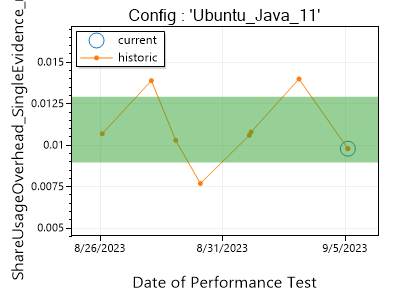 Config : 'Ubuntu_Java_11'
current
historic
0.015
0.0125
0.01
0.0075
0.005
8/26/2023
8/31/2023
9/5/2023
Date of Performance Test
ShareUsageOverhead_SingleEvidence_